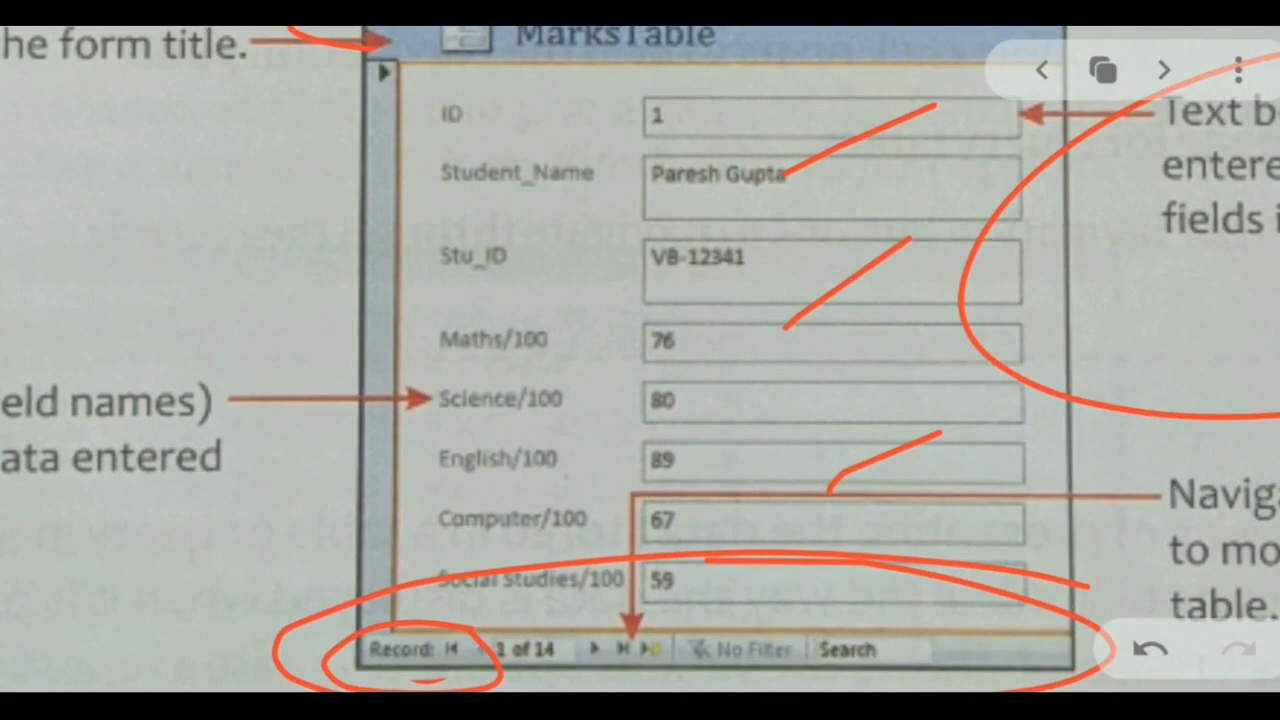 he form title.
MarksTable
ID 1
Text b
entere
fields i
Student_Name Paresh Gupta
Stu_ID VB-12341
Maths/100 76
eld names)
ata entered
Science/100 80
English/100 89
Computer/100 67
Social Studies/100 59
Naviga
to mo
table.
Record: 1 of 14 No Filter Search